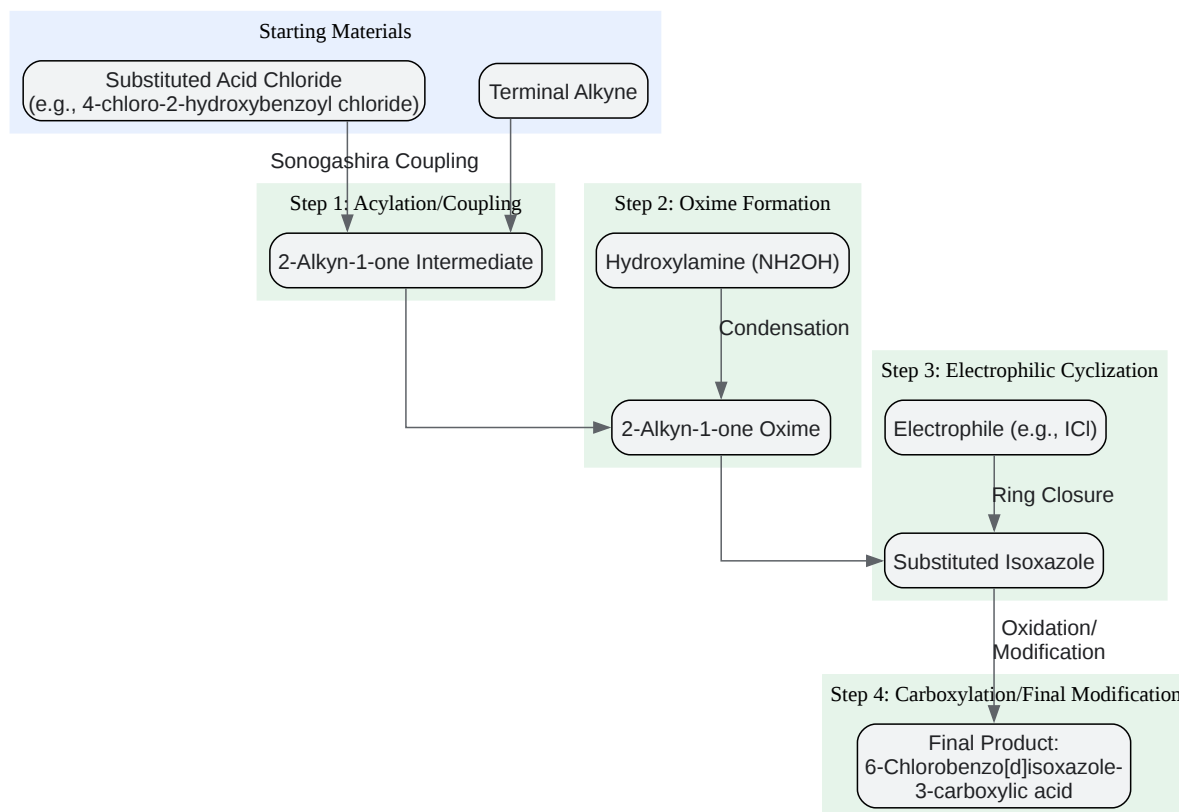 Starting Materials
Substituted Acid Chloride
(e.g., 4-chloro-2-hydroxybenzoyl chloride)
Terminal Alkyne
Sonogashira Coupling
Step 1: Acylation/Coupling
2-Alkyn-1-one Intermediate
Step 2: Oxime Formation
Hydroxylamine (NH2OH)
Condensation
2-Alkyn-1-one Oxime
Step 3: Electrophilic Cyclization
Electrophile (e.g., ICl)
Ring Closure
Substituted Isoxazole
Oxidation/
Modification
Step 4: Carboxylation/Final Modification
Final Product:
6-Chlorobenzo[d]isoxazole-
3-carboxylic acid